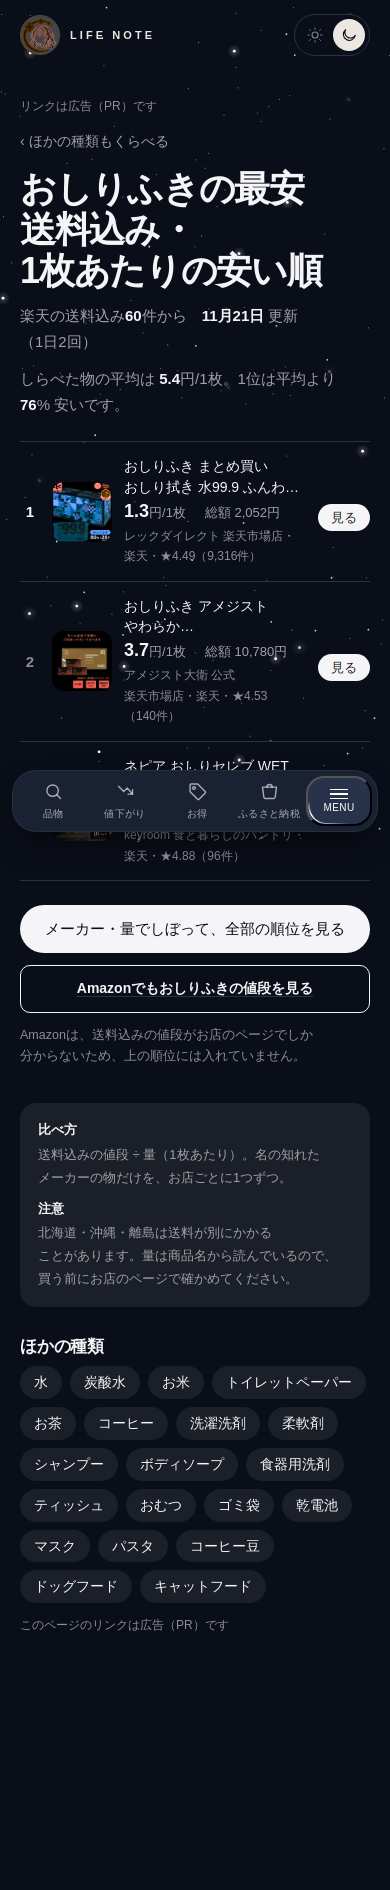 LIFE NOTE
リンクは広告（PR）です
‹ ほかの種類もくらべる
おしりふきの最安
送料込み・
1枚あたりの安い順
楽天の送料込み60件から　11月21日 更新
（1日2回）
しらべた物の平均は 5.4円/1枚。1位は平均より
76% 安いです。
1
おしりふき まとめ買い
おしり拭き 水99.9 ふんわ…
1.3円/1枚　総額 2,052円
レックダイレクト 楽天市場店・
楽天・★4.49（9,316件）
見る
2
おしりふき アメジスト
やわらか…
3.7円/1枚　総額 10,780円
アメジスト大衛 公式
楽天市場店・楽天・★4.53
（140件）
見る
ネピア おしりセレブ WET
品物
値下がり
お得
ふるさと納税
MENU
keyroom 食と暮らしのパントリ・
楽天・★4.88（96件）
メーカー・量でしぼって、全部の順位を見る
Amazonでもおしりふきの値段を見る
Amazonは、送料込みの値段がお店のページでしか
分からないため、上の順位には入れていません。
比べ方
送料込みの値段 ÷ 量（1枚あたり）。名の知れた
メーカーの物だけを、お店ごとに1つずつ。
注意
北海道・沖縄・離島は送料が別にかかる
ことがあります。量は商品名から読んでいるので、
買う前にお店のページで確かめてください。
ほかの種類
水
炭酸水
お米
トイレットペーパー
お茶
コーヒー
洗濯洗剤
柔軟剤
シャンプー
ボディソープ
食器用洗剤
ティッシュ
おむつ
ゴミ袋
乾電池
マスク
パスタ
コーヒー豆
ドッグフード
キャットフード
このページのリンクは広告（PR）です